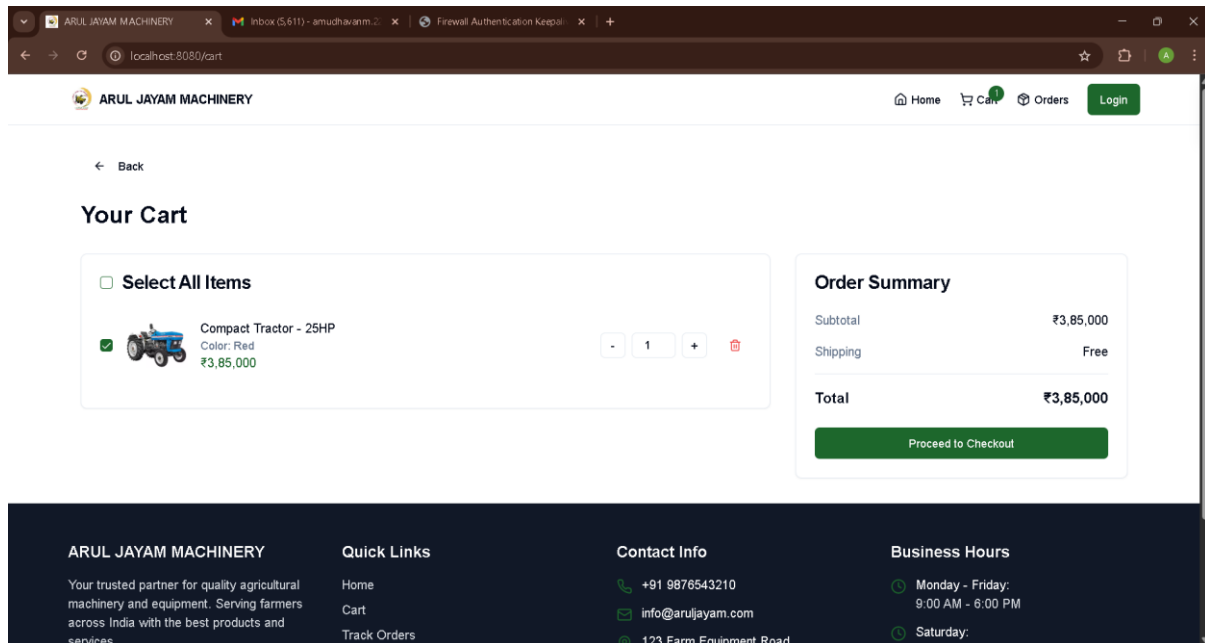 ARUL JAYAM MACHINERY
Inbox (5,611) - amudhavanm.22
Firewall Authentication Keepali
localhost:8080/cart
A
ARUL JAYAM MACHINERY
Home
Cart
1
Orders
Login
Back
Your Cart
Select All Items
Compact Tractor - 25HP
Color: Red
₹3,85,000
- 1 +
Order Summary
Subtotal ₹3,85,000
Shipping Free
Total ₹3,85,000
Proceed to Checkout
ARUL JAYAM MACHINERY
Your trusted partner for quality agricultural
machinery and equipment. Serving farmers
across India with the best products and
services.
Quick Links
Home
Cart
Track Orders
Contact Info
+91 9876543210
info@aruljayam.com
123 Farm Equipment Road
Business Hours
Monday - Friday:
9:00 AM - 6:00 PM
Saturday: